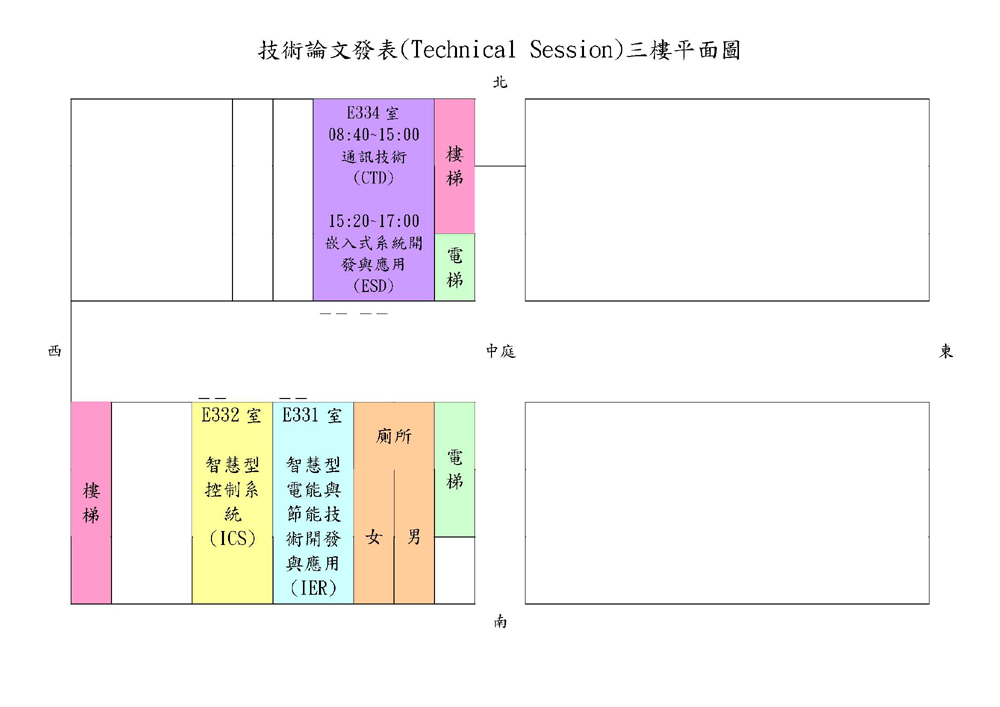 技術論文發表(Technical Session)三樓平面圖
北
E334 室
08:40~15:00
通訊技術
(CTD)
15:20~17:00
嵌入式系統開
發與應用
(ESD)
樓
梯
電
梯
西
中庭
東
樓
梯
E332 室
智慧型
控制系
統
(ICS)
E331 室
智慧型
電能與
節能技
術開發
與應用
(IER)
廁所
女
男
電
梯
南